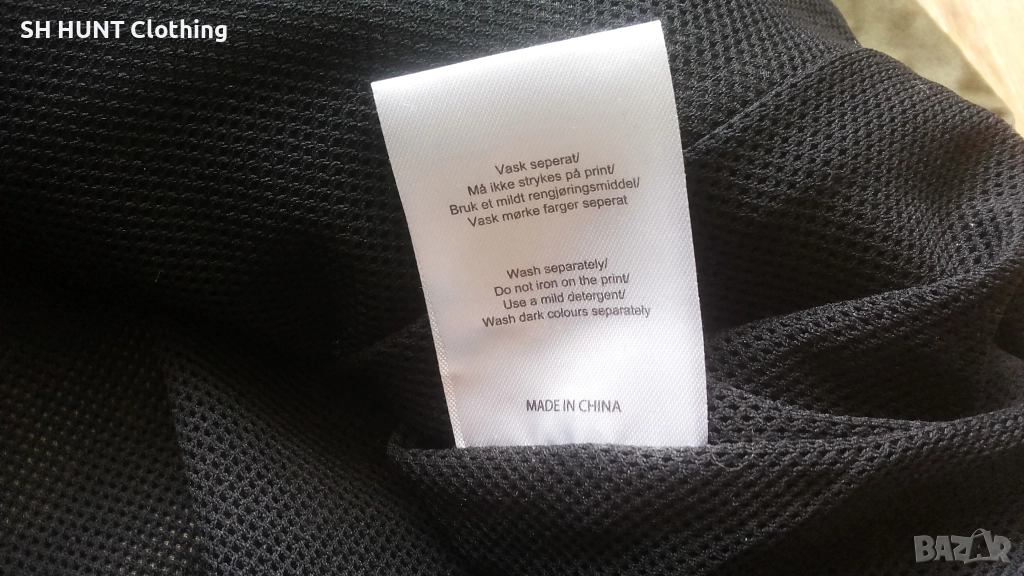 SH HUNT Clothing
Vask seperat/
Må ikke strykes på print/
Bruk et mildt rengjøringsmiddel/
Vask mørke farger seperat
Wash separately/
Do not iron on the print/
Use a mild detergent/
Wash dark colours separately
MADE IN CHINA
BAZAR